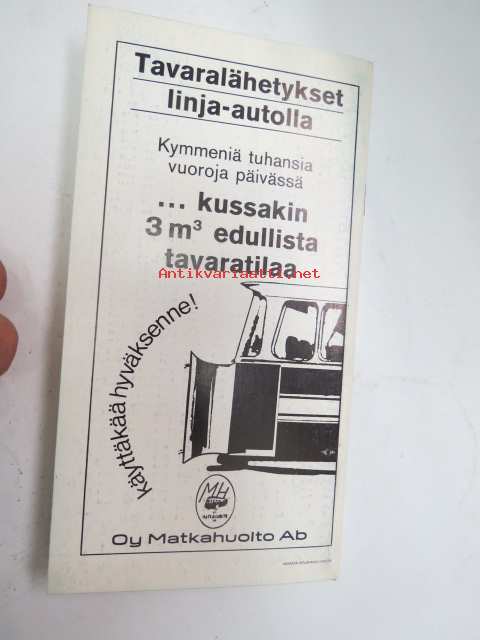 Tavaralähetykset
linja-autolla
Kymmeniä tuhansia
vuoroja päivässä
... kussakin
3 m³ edullista
tavaratilaa
Antikvariaatti.net
käyttäkää hyväksenne!
MH
Oy Matkahuolto Ab